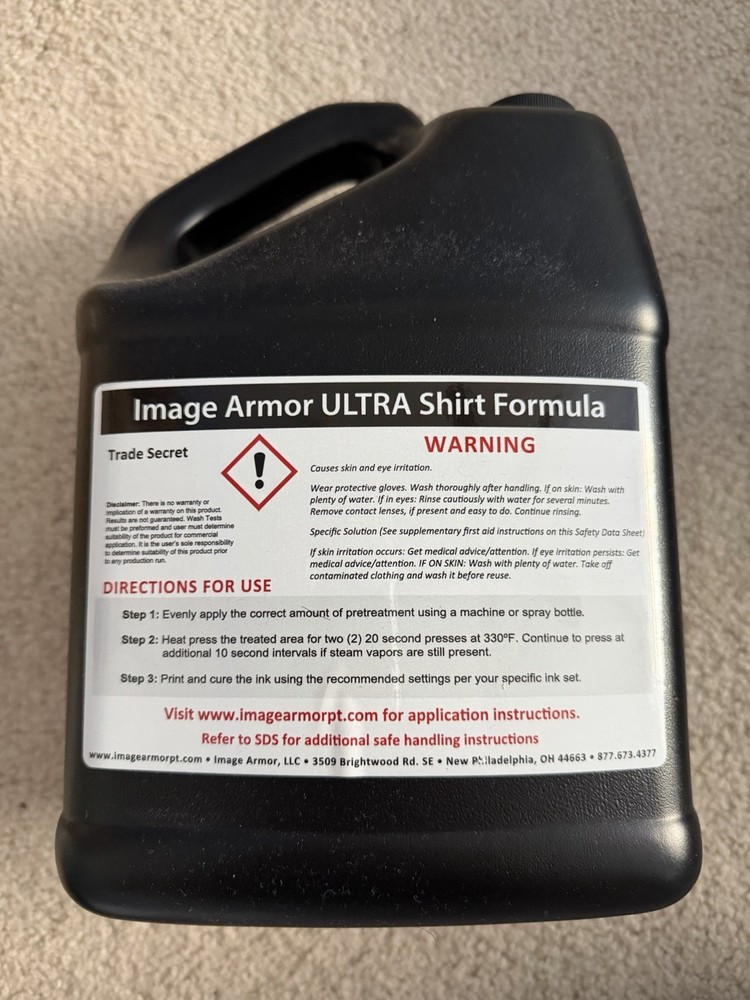 Image Armor ULTRA Shirt Formula
Trade Secret
Disclaimer: There is no warranty or
implication of a warranty on this product.
Results are not guaranteed. Wash Tests
must be preformed and user must determine
suitability of the product for commercial
application. It is the user's sole responsibility
to determine suitability of this product prior
to any production run.
WARNING
Causes skin and eye irritation.
Wear protective gloves. Wash thoroughly after handling. If on skin: Wash with
plenty of water. If in eyes: Rinse cautiously with water for several minutes.
Remove contact lenses, if present and easy to do. Continue rinsing.
Specific Solution (See supplementary first aid instructions on this Safety Data Sheet)
If skin irritation occurs: Get medical advice/attention. If eye irritation persists: Get
medical advice/attention. IF ON SKIN: Wash with plenty of water. Take off
contaminated clothing and wash it before reuse.
DIRECTIONS FOR USE
Step 1: Evenly apply the correct amount of pretreatment using a machine or spray bottle.
Step 2: Heat press the treated area for two (2) 20 second presses at 330ºF. Continue to press at
additional 10 second intervals if steam vapors are still present.
Step 3: Print and cure the ink using the recommended settings per your specific ink set.
Visit www.imagearmorpt.com for application instructions.
Refer to SDS for additional safe handling instructions
www.imagearmorpt.com • Image Armor, LLC • 3509 Brightwood Rd. SE • New Philadelphia, OH 44663 • 877.673.4377